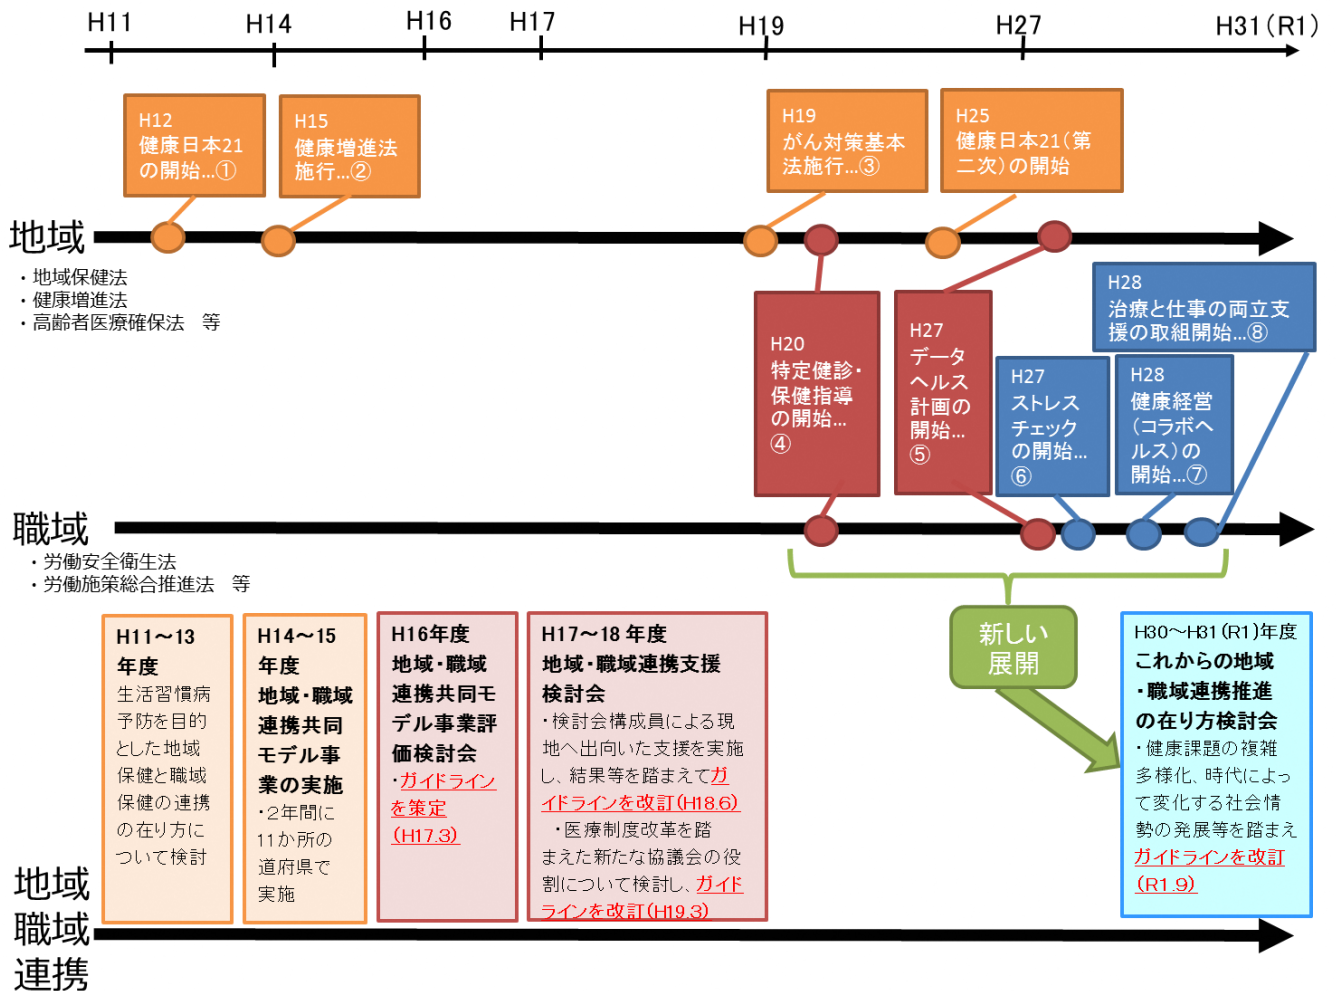 H11
H14
H16
H17
H19
H27
H31(R1)
H12
健康日本21
の開始…①
H15
健康増進法
施行…②
H19
がん対策基本
法施行…③
H25
健康日本21(第
二次)の開始
地域
・地域保健法
・健康増進法
・高齢者医療確保法 等
H20
特定健診・
保健指導
の開始…
④
H27
データ
ヘルス
計画の
開始…
⑤
H28
治療と仕事の両立支
援の取組開始…⑧
H27
ストレス
チェック
の開始…
⑥
H28
健康経営
(コラボヘ
ルス)の
開始…⑦
職域
・労働安全衛生法
・労働施策総合推進法 等
新しい
展開
H11～13
年度
生活習慣病
予防を目的
とした地域
保健と職域
保健の連携
の在り方に
ついて検討
H14～15
年度
地域・職域
連携共同
モデル事
業の実施
・2年間に
11か所の
道府県で
実施
H16年度
地域・職域
連携共同モ
デル事業評
価検討会
・ガイドライン
を策定
(H17.3)
H17～18年度
地域・職域連携支援
検討会
・検討会構成員による現
地へ出向いた支援を実施
し、結果等を踏まえてガ
イドラインを改訂(H18.6)
・医療制度改革を踏
まえた新たな協議会の役
割について検討し、ガイド
ラインを改訂(H19.3)
H30～H31(R1)年度
これからの地域
・職域連携推進
の在り方検討会
・健康課題の複雑
多様化、時代によっ
て変化する社会情
勢の発展等を踏まえ
ガイドラインを改訂
(R1.9)
地域
職域
連携